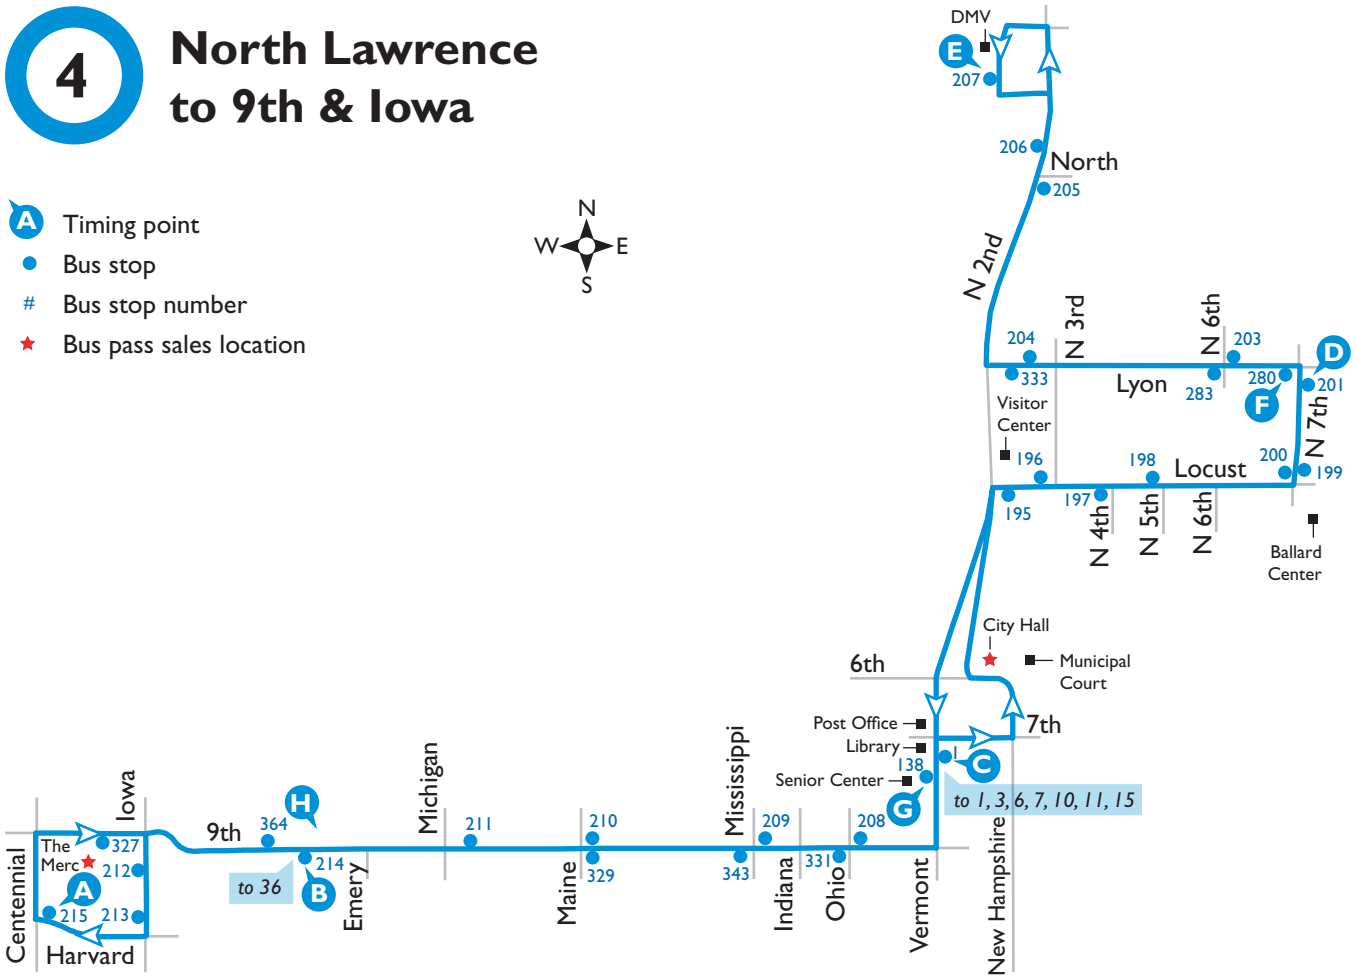 4
North Lawrence
to 9th & Iowa
A
Timing point
Bus stop
#
Bus stop number
Bus pass sales location
N
W
E
S
DMV
E
207
206
North
205
N 2nd
204
N 3rd
N 6th
203
D
333
Lyon
283
280
201
F
N 7th
Visitor
Center
196
198
Locust
200
199
195
197
N 4th
N 5th
N 6th
Ballard
Center
City Hall
Municipal
Court
6th
7th
Post Office
Library
1
C
138
Senior Center
G
to 1, 3, 6, 7, 10, 11, 15
Iowa
Michigan
Mississippi
H
9th
364
211
210
209
208
The
Merc
327
212
A
215
213
to 36
214
B
329
343
331
Centennial
Harvard
Emery
Maine
Indiana
Ohio
Vermont
New Hampshire